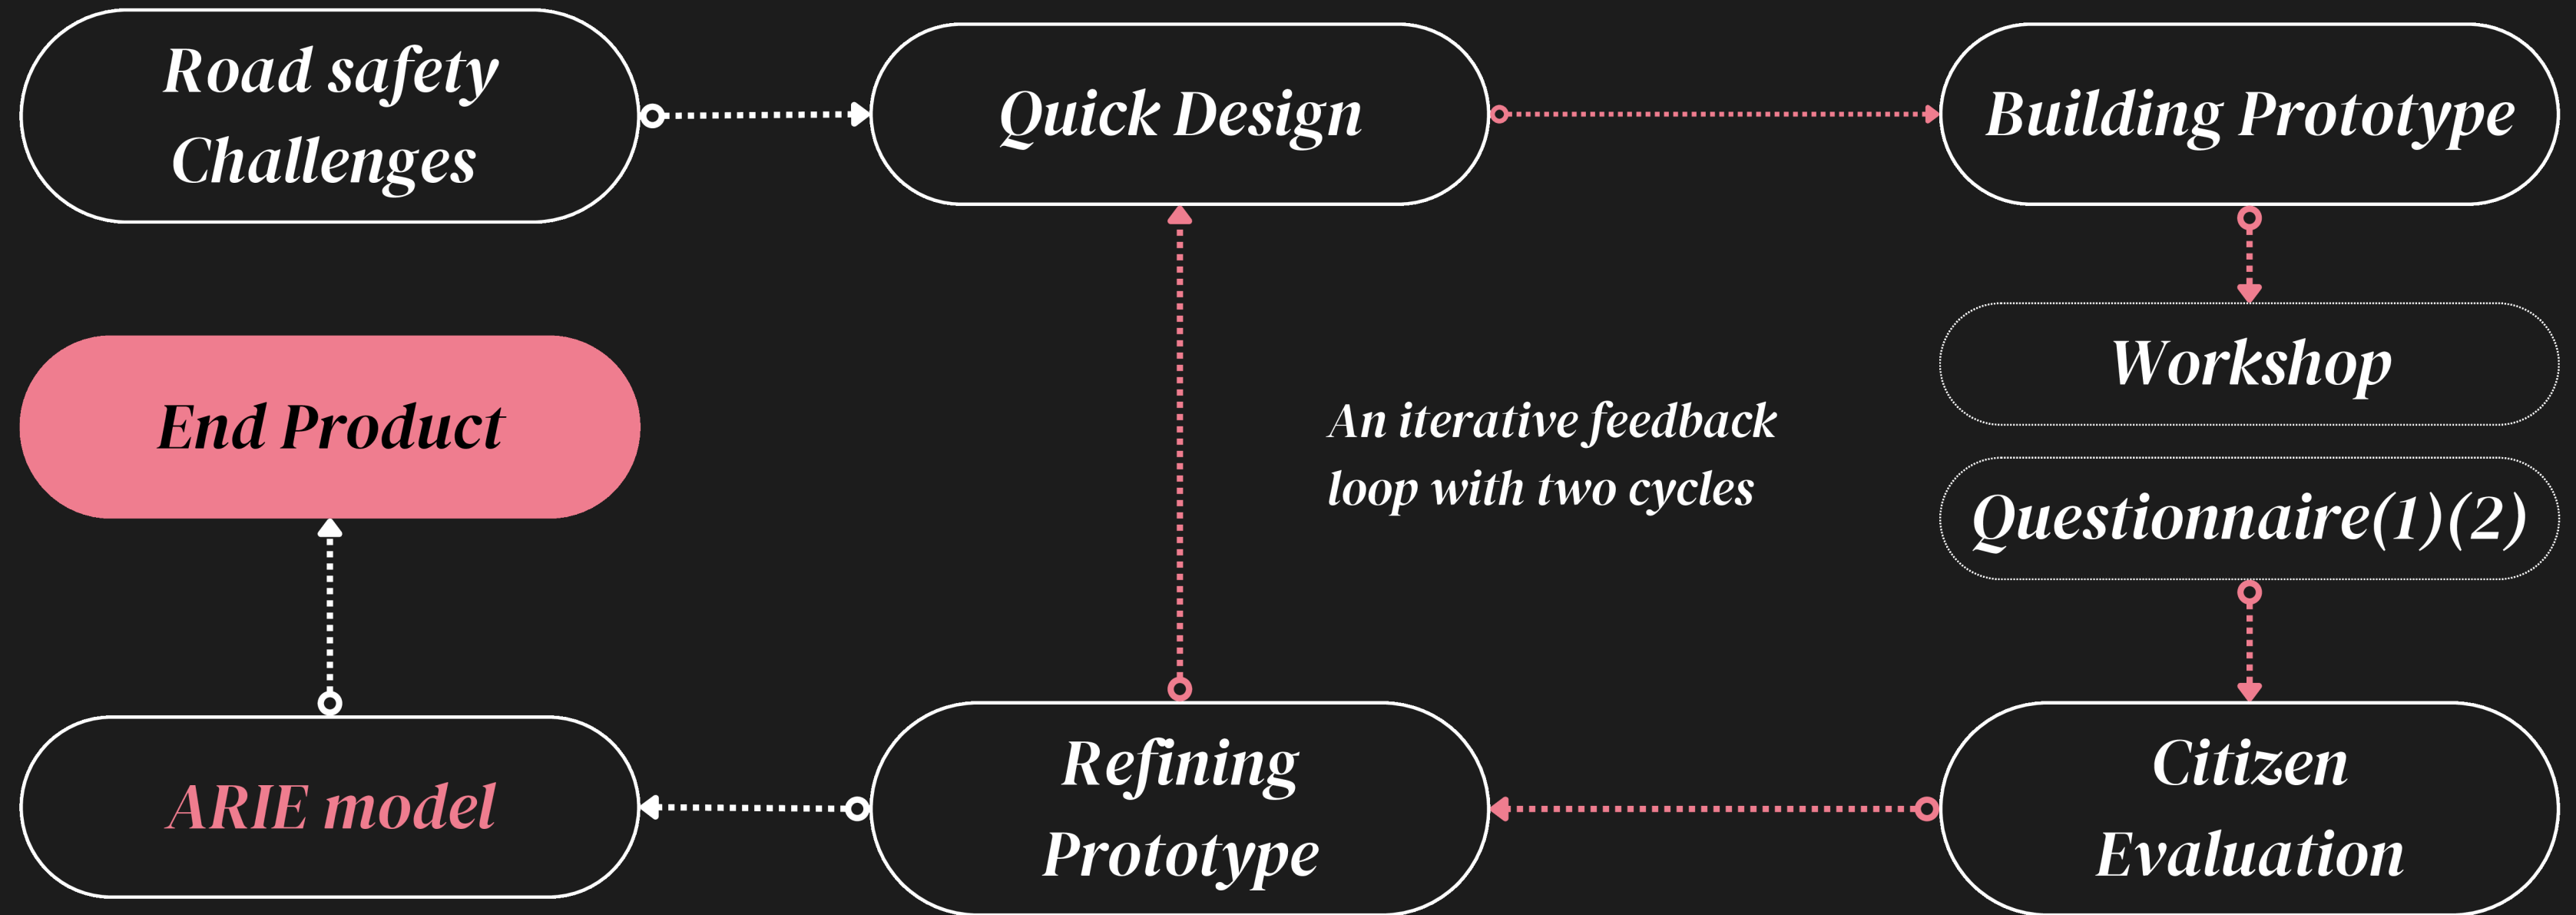 Road safety
Challenges
Quick Design
Building Prototype
Workshop
End Product
An iterative feedback
loop with two cycles
Questionnaire(1)(2)
ARIE model
Refining
Prototype
Citizen
Evaluation